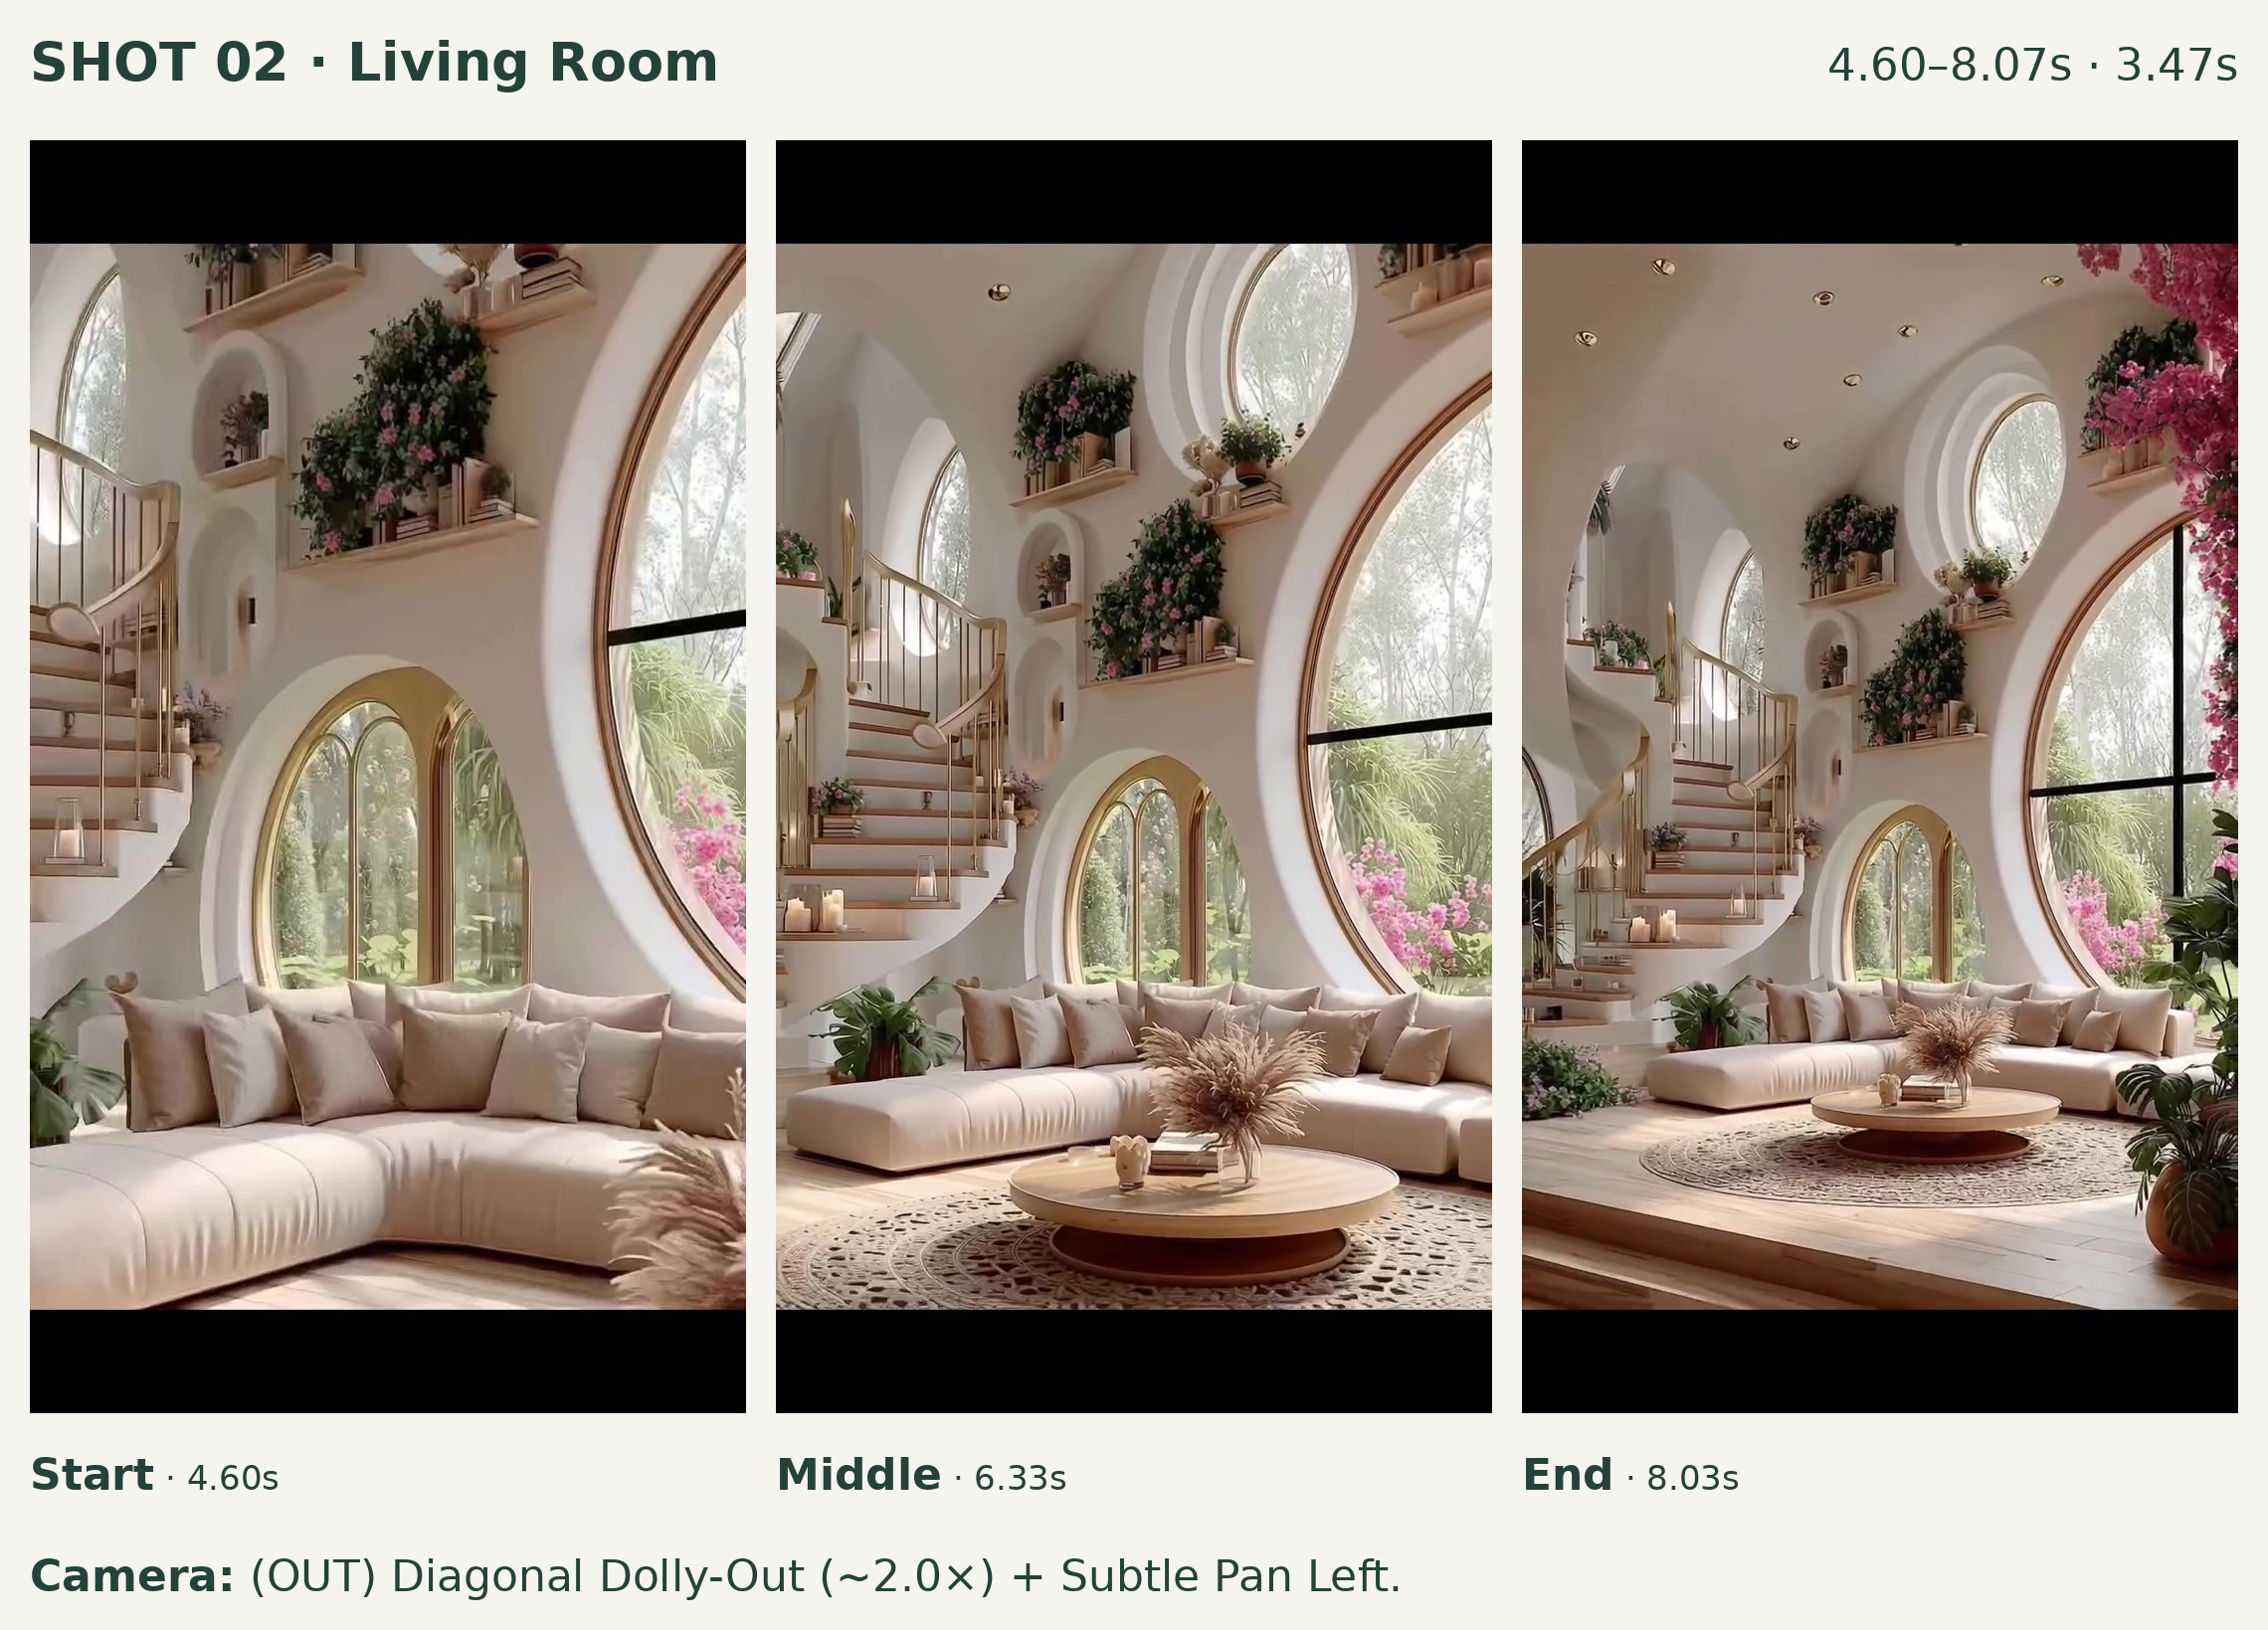 SHOT 02 · Living Room
4.60–8.07s · 3.47s
Start · 4.60s
Middle · 6.33s
End · 8.03s
Camera: (OUT) Diagonal Dolly-Out (~2.0×) + Subtle Pan Left.